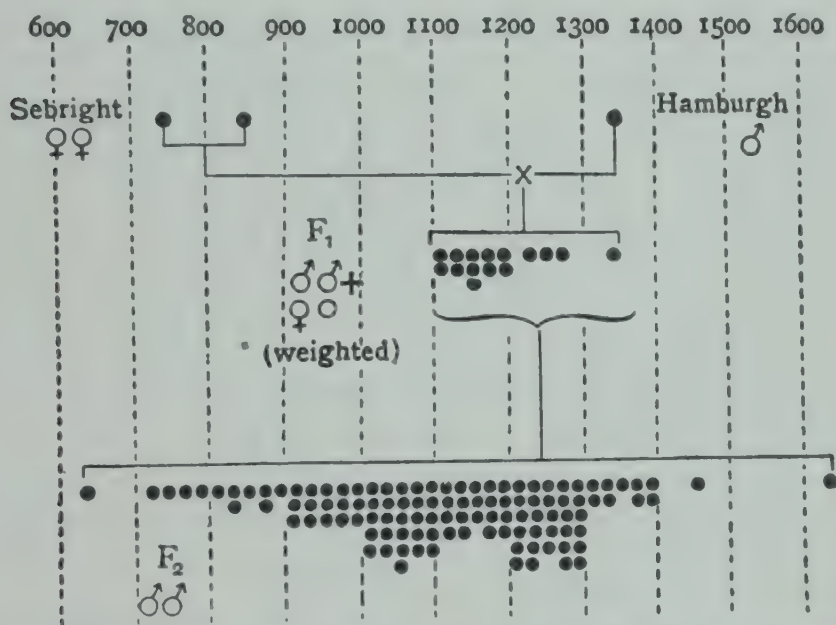 600 700 800 900 1000 1100 1200 1300 1400 1500 1600
Sebright Hamburgh
♀♀ ♂
X
F₁
♂♂+
♀♀
(weighted)
F₂
♂♂